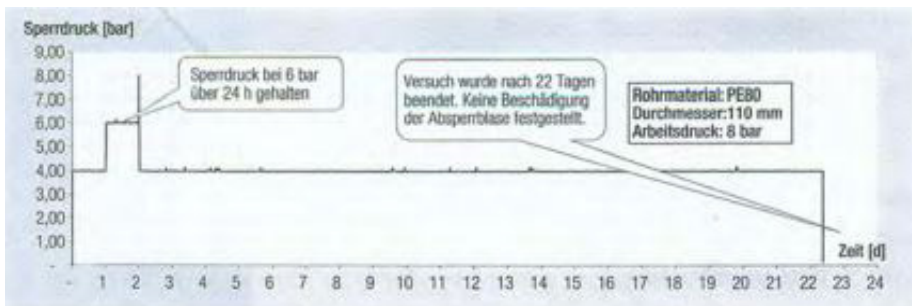 Sperrdruck [bar]
9,00
8,00
7,00
6,00
5,00
4,00
3,00
2,00
1,00
-
Sperrdruck bei 6 bar
über 24 h gehalten
Versuch wurde nach 22 Tagen
beendet. Keine Beschädigung
der Absperrblase festgestellt.
Rohrmaterial: PE80
Durchmesser:110 mm
Arbeitsdruck: 8 bar
Zeit [d]
- 1 2 3 4 5 6 7 8 9 10 11 12 13 14 15 16 17 18 19 20 21 22 23 24